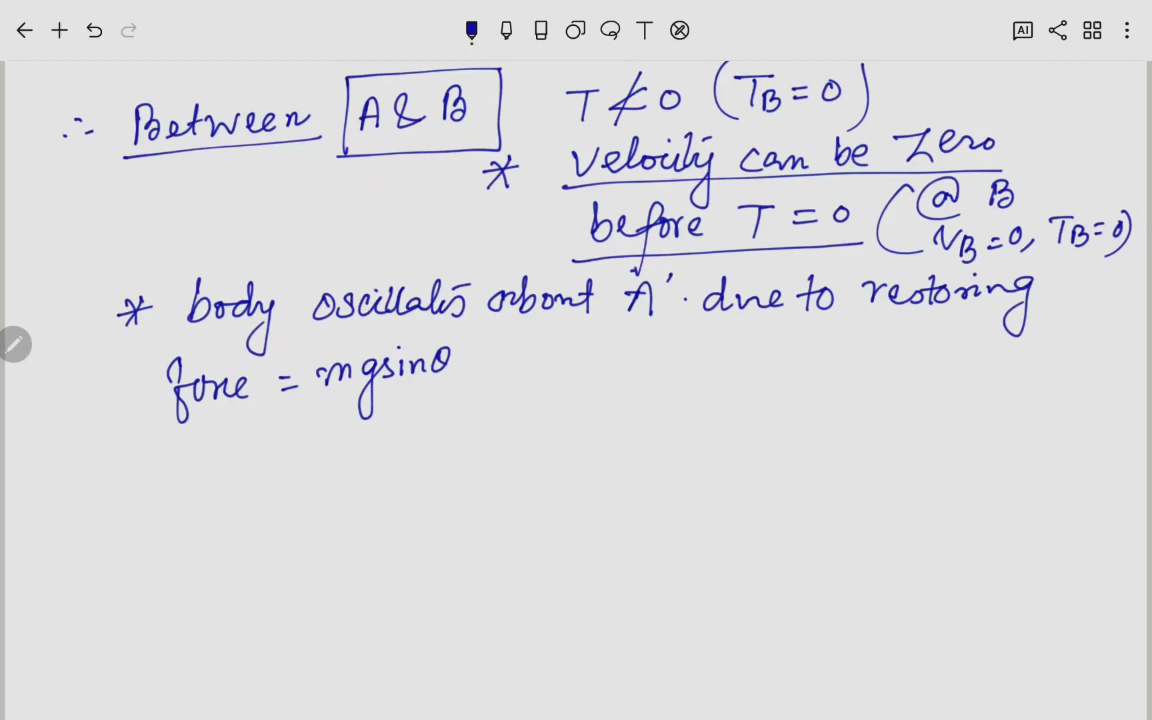 ∴ Between A & B T ≮ 0 (T_B = 0)
* velocity can be zero
before T = 0 (@ B
V_B = 0, T_B = 0)
* body oscillates about 'A'. due to restoring
force = mg sinθ
T
AI